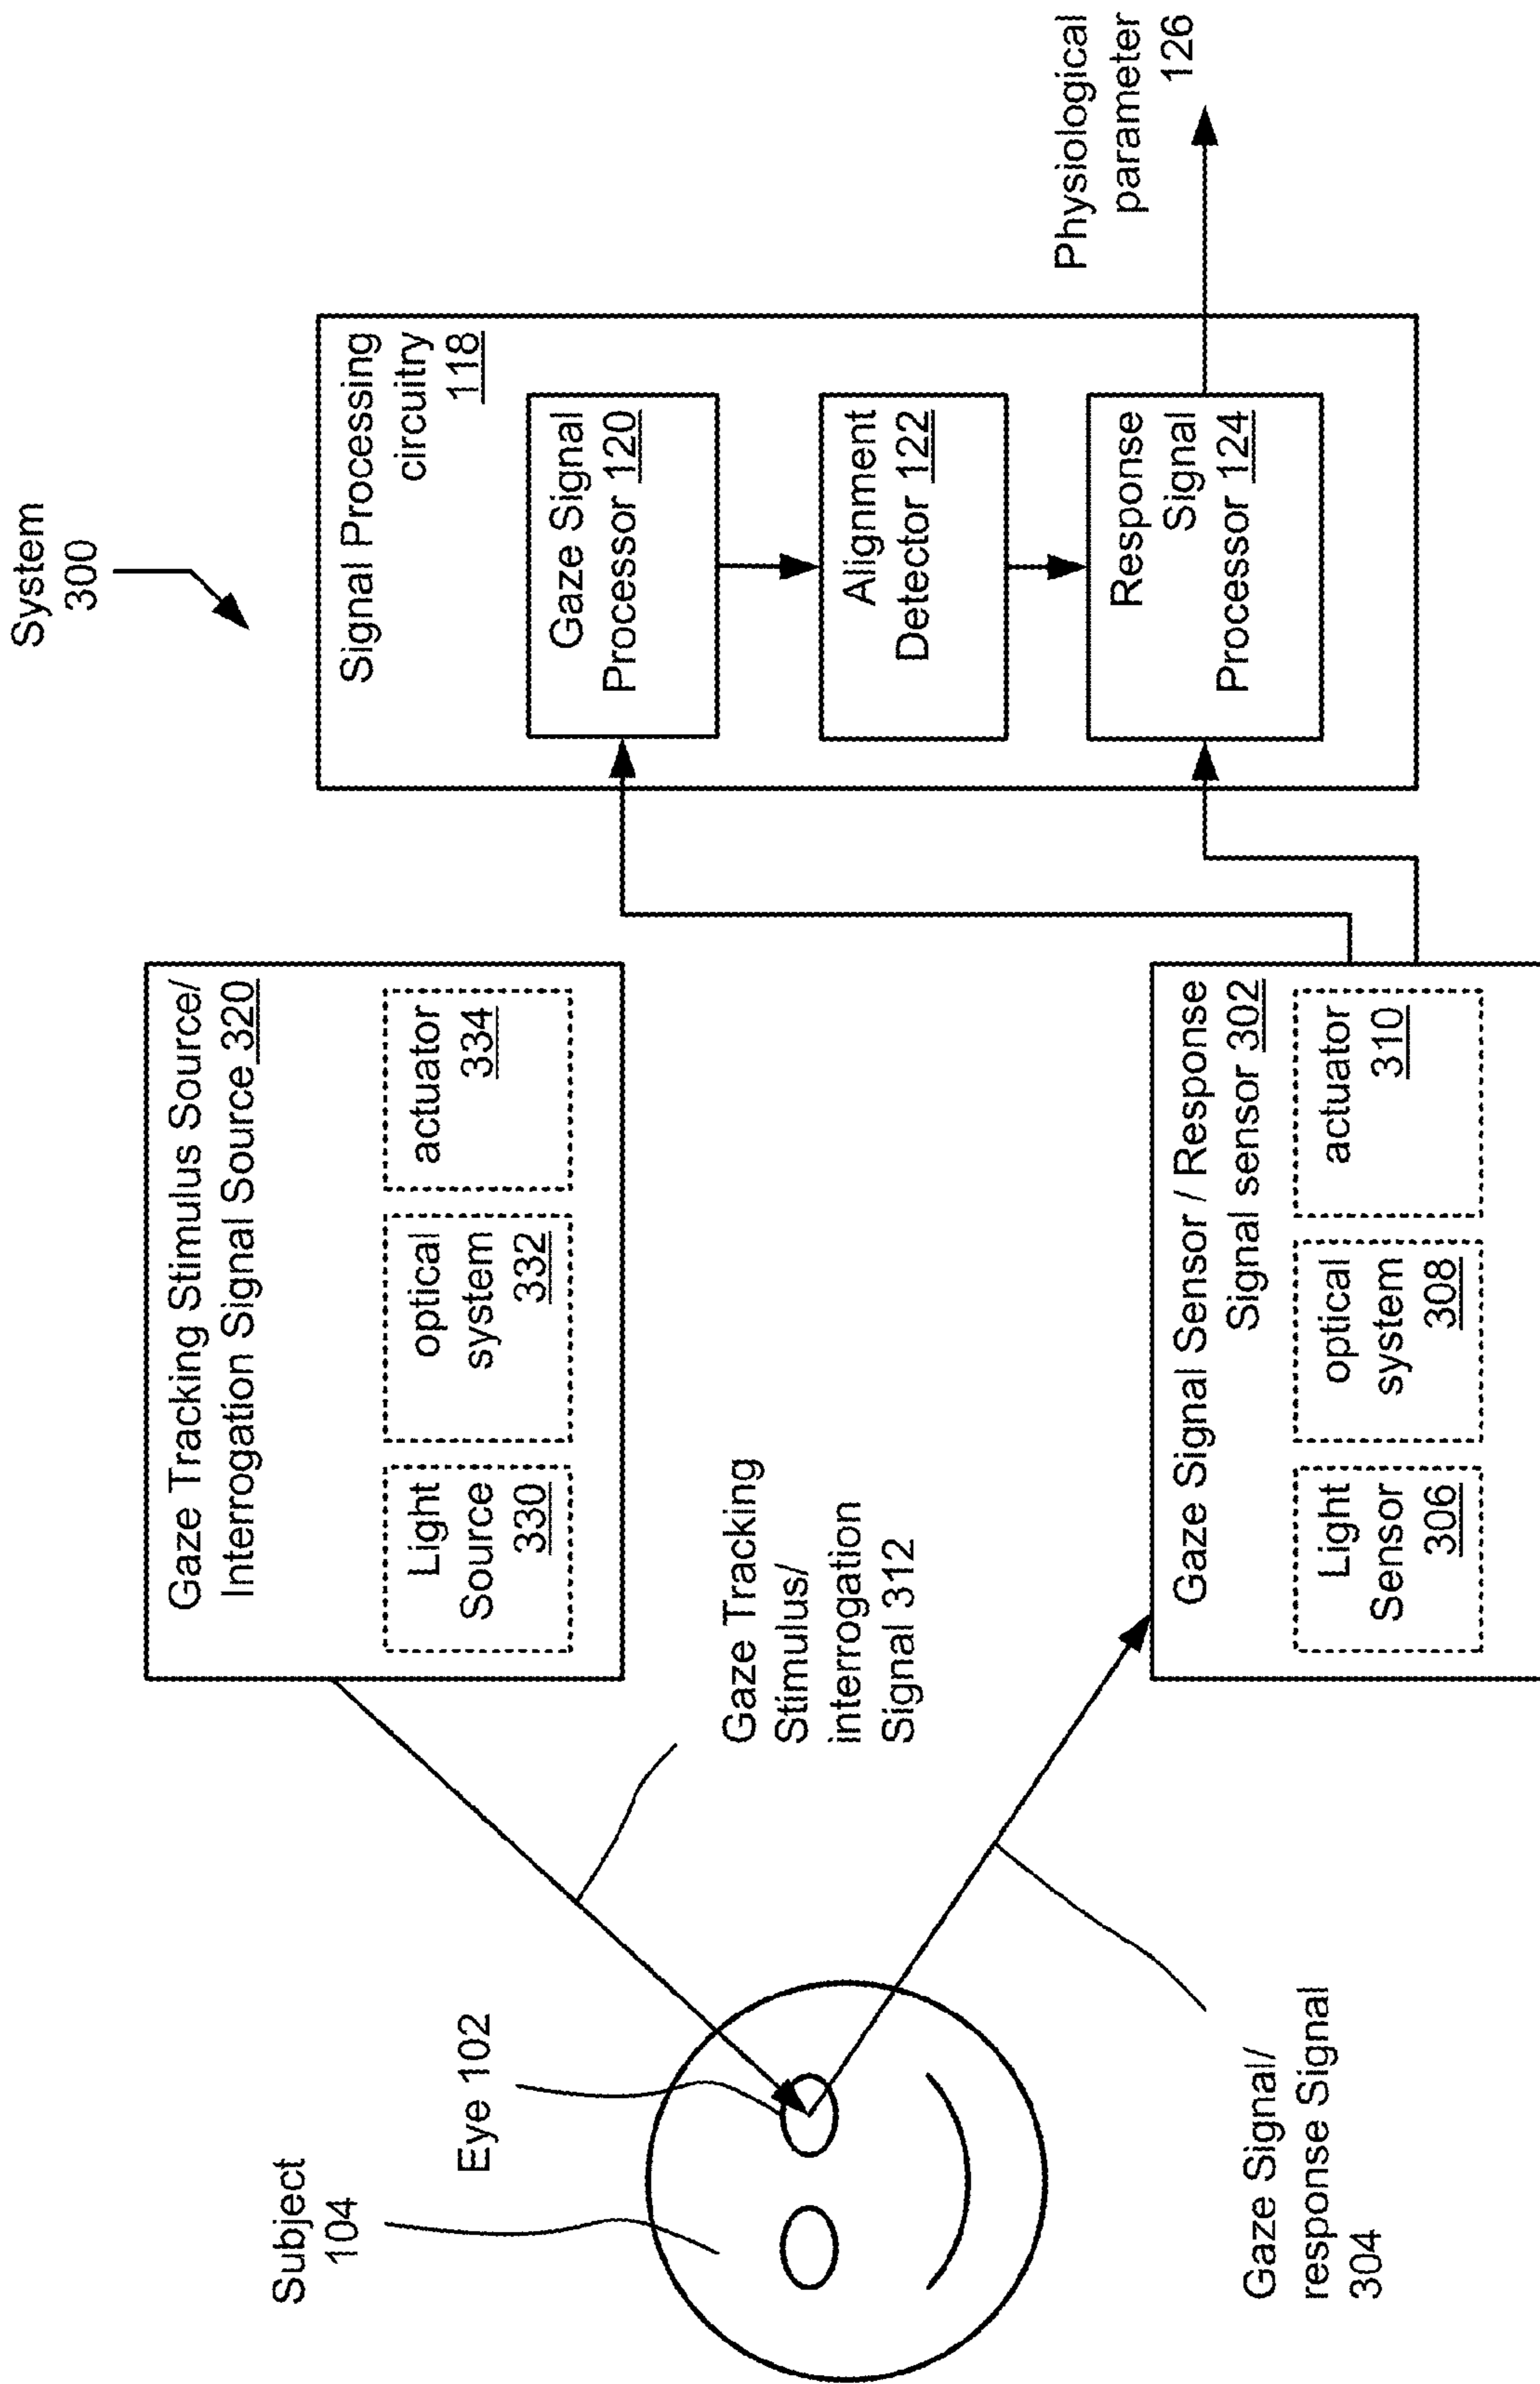 System
300
Subject
104
Eye 102
Gaze Tracking Stimulus Source/
Interrogation Signal Source 320
Light
Source
330
optical
system
332
actuator
334
Signal Processing
circuitry
118
Gaze Signal
Processor 120
Alignment
Detector 122
Response
Signal
Processor 124
Physiological
parameter
126
Gaze Tracking
Stimulus/
interrogation
Signal 312
Gaze Signal/
response Signal
304
Gaze Signal Sensor / Response
Signal sensor 302
Light
Sensor
306
optical
system
308
actuator
310